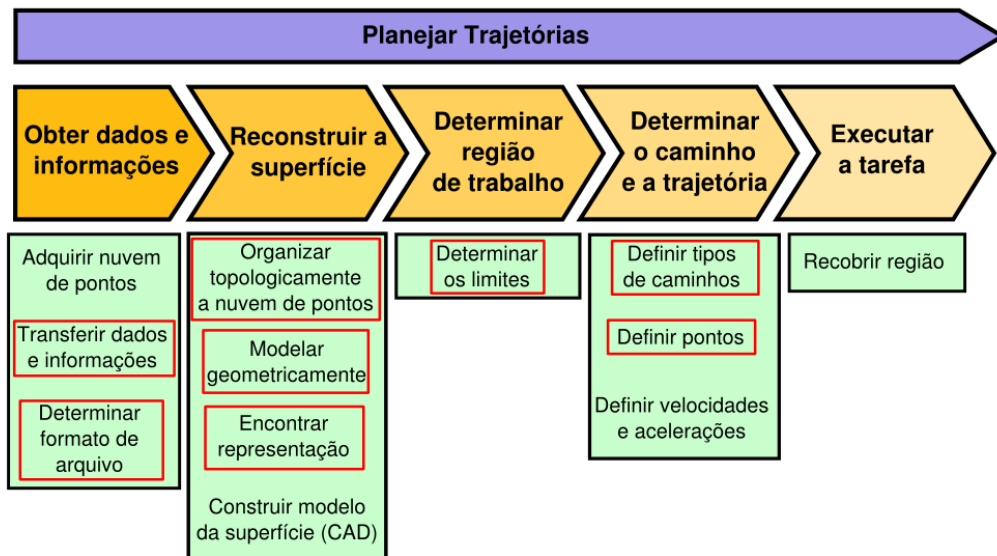 Planejar Trajetórias
Obter dados e
informações
Reconstruir a
superfície
Determinar
região
de trabalho
Determinar
o caminho
e a trajetória
Executar
a tarefa
Adquirir nuvem
de pontos
Transferir dados
e informações
Determinar
formato de
arquivo
Organizar
topologicamente
a nuvem de pontos
Modelar
geometricamente
Encontrar
representação
Construir modelo
da superfície (CAD)
Determinar
os limites
Definir tipos
de caminhos
Definir pontos
Definir velocidades
e acelerações
Recobrir região